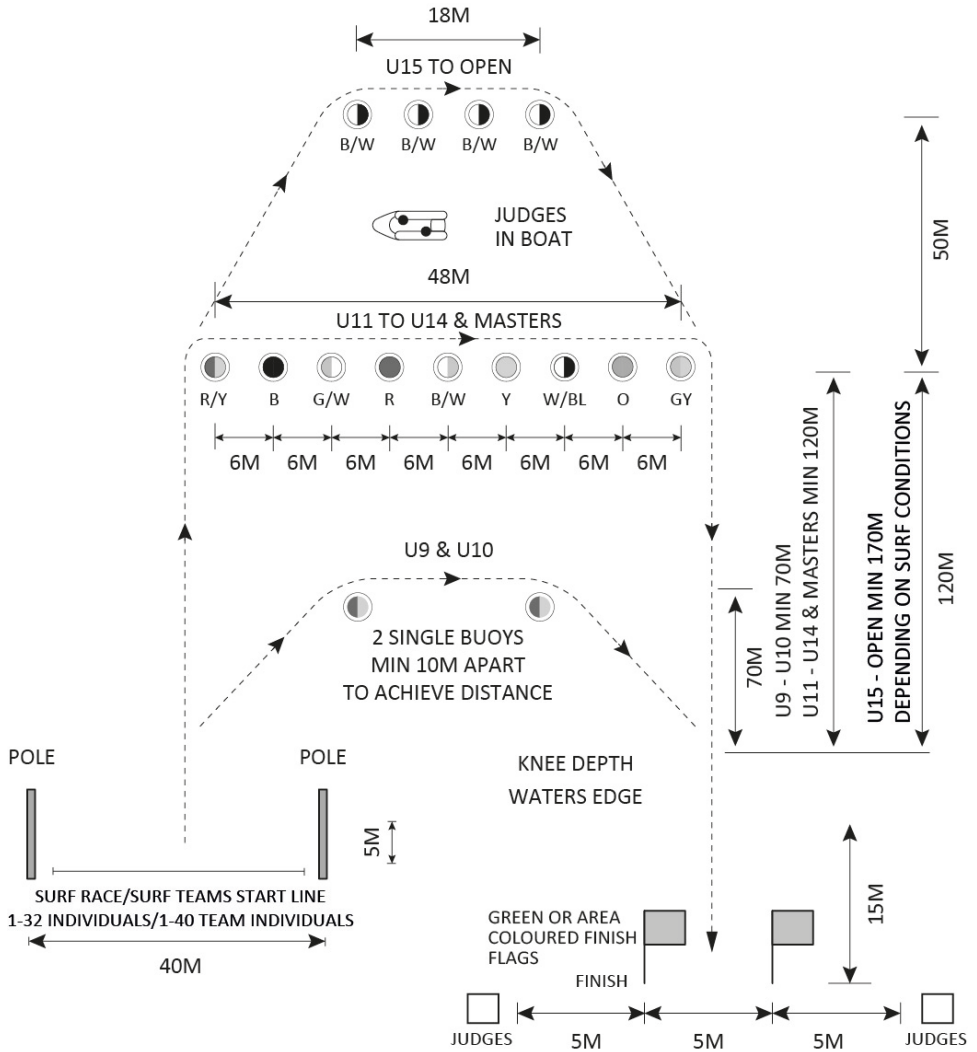 18M
U15 TO OPEN
B/W B/W B/W B/W
JUDGES
IN BOAT
50M
48M
U11 TO U14 & MASTERS
R/Y B G/W R B/W Y W/BL O GY
6M 6M 6M 6M 6M 6M 6M 6M
U9 & U10
2 SINGLE BUOYS
MIN 10M APART
TO ACHIEVE DISTANCE
70M
U9 - U10 MIN 70M
U11 - U14 & MASTERS MIN 120M
U15 - OPEN MIN 170M
DEPENDING ON SURF CONDITIONS
120M
POLE POLE
KNEE DEPTH
WATERS EDGE
5M
SURF RACE/SURF TEAMS START LINE
1-32 INDIVIDUALS/1-40 TEAM INDIVIDUALS
40M
GREEN OR AREA
COLOURED FINISH
FLAGS
FINISH
15M
JUDGES 5M 5M 5M JUDGES